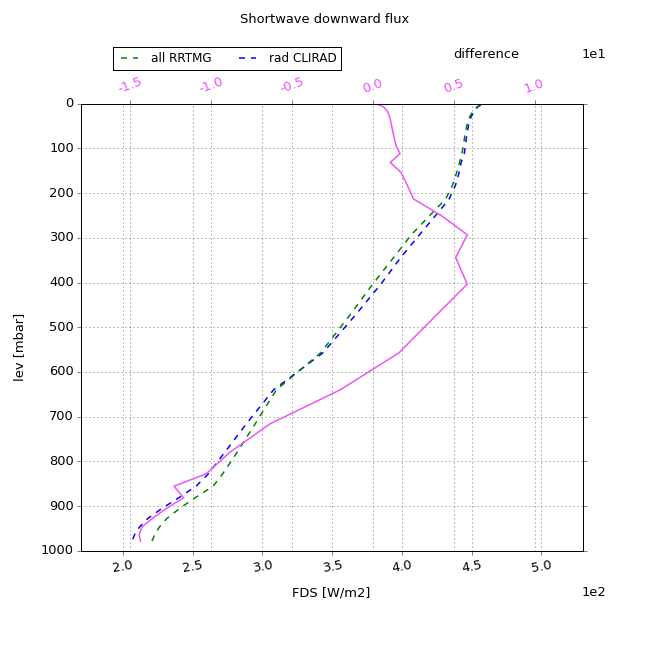 Shortwave downward flux
all RRTMG rad CLIRAD
difference 1e1
-1.5 -1.0 -0.5 0.0 0.5 1.0
0
100
200
300
400
500
600
700
800
900
1000
lev [mbar]
2.0 2.5 3.0 3.5 4.0 4.5 5.0
FDS [W/m2] 1e2